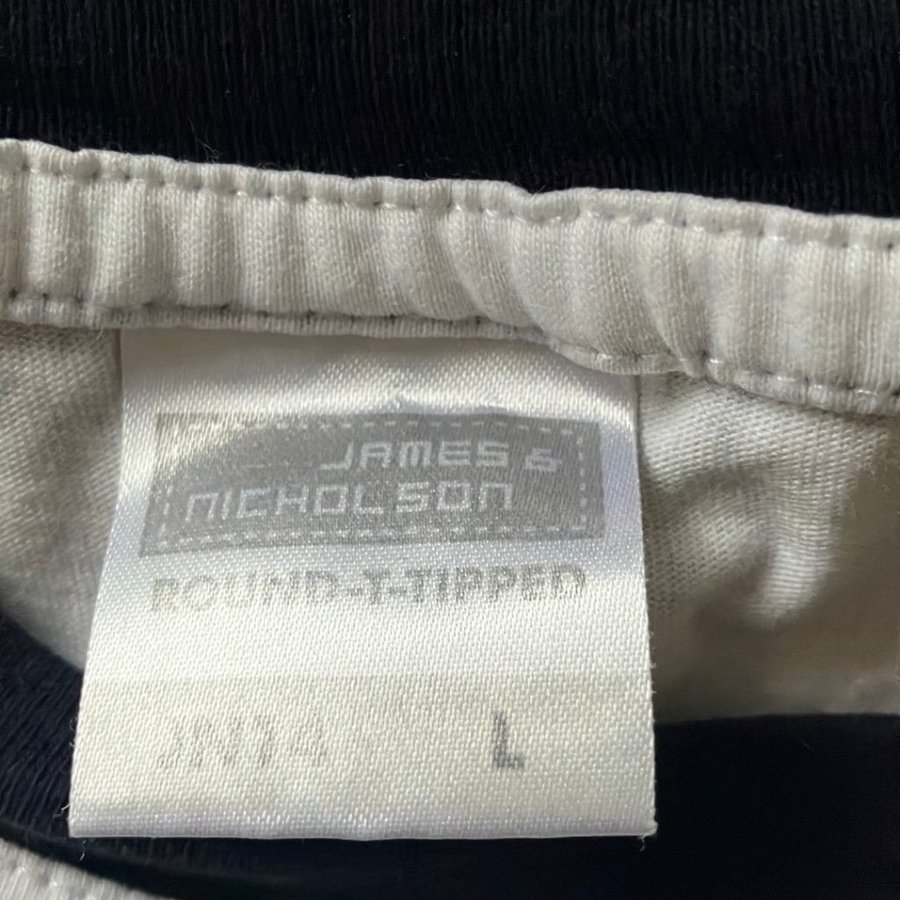 JAMES &
NICHOLSON
ROUND-T-TIPPED
JN14 L